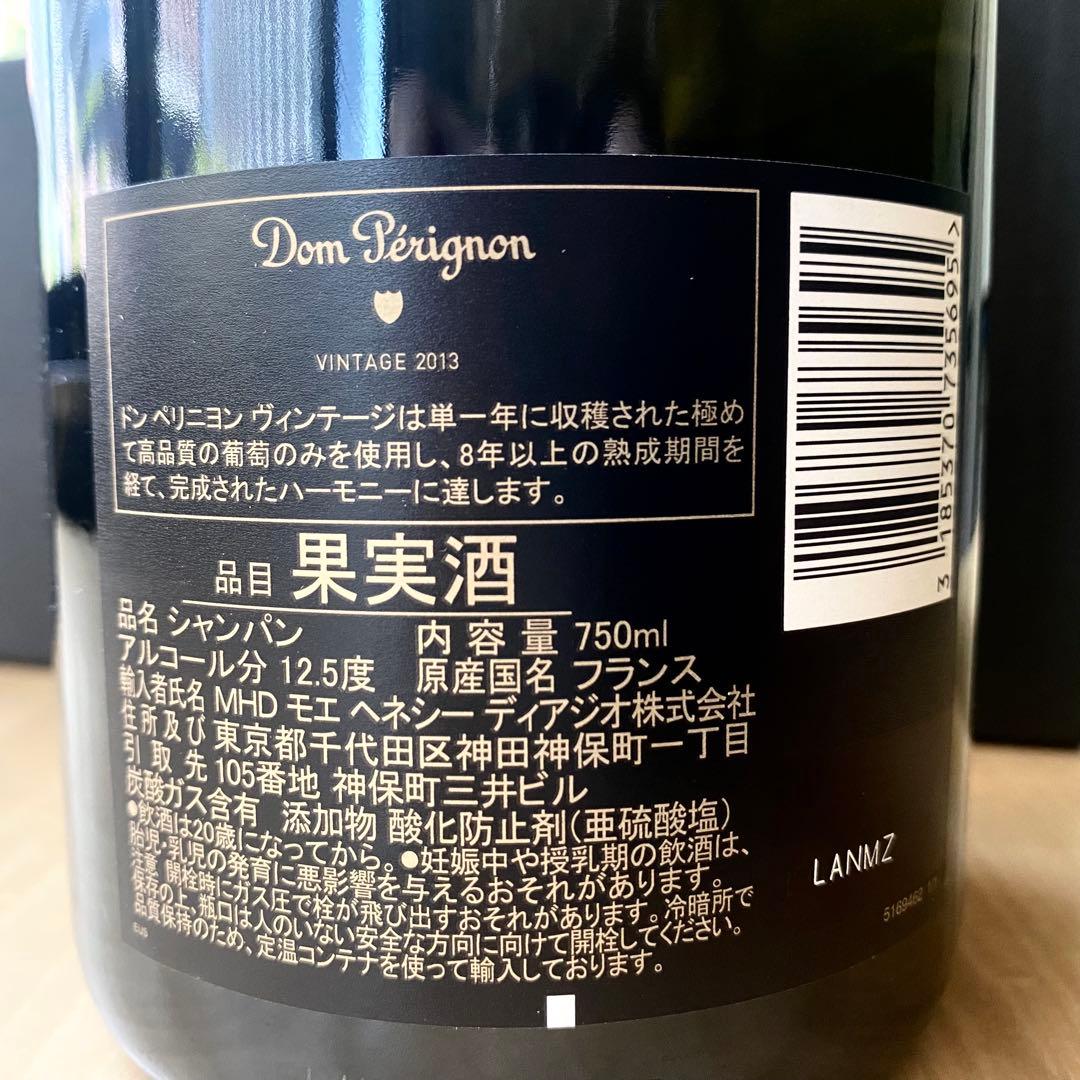 Dom Pérignon
VINTAGE 2013
ドン ペリニヨン ヴィンテージは単一年に収穫された極め
て高品質の葡萄のみを使用し、8年以上の熟成期間を
経て、完成されたハーモニーに達します。
品目 果実酒
品名 シャンパン 内容量 750ml
アルコール分 12.5度 原産国名 フランス
輸入者氏名 MHD モエ ヘネシー ディアジオ株式会社
住所及び 東京都千代田区神田神保町一丁目
引取先 105番地 神保町三井ビル
炭酸ガス含有 添加物 酸化防止剤(亜硫酸塩)
●飲酒は20歳になってから。●妊娠中や授乳期の飲酒は、
胎児・乳児の発育に悪影響を与えるおそれがあります。
注意 開栓時にガス圧で栓が飛び出すおそれがあります。冷暗所で
保存の上、瓶口は人のいない安全な方向に向けて開栓してください。
品質保持のため、定温コンテナを使って輸入しております。
EUS
3 185370 735695 >
LANMZ
5169462